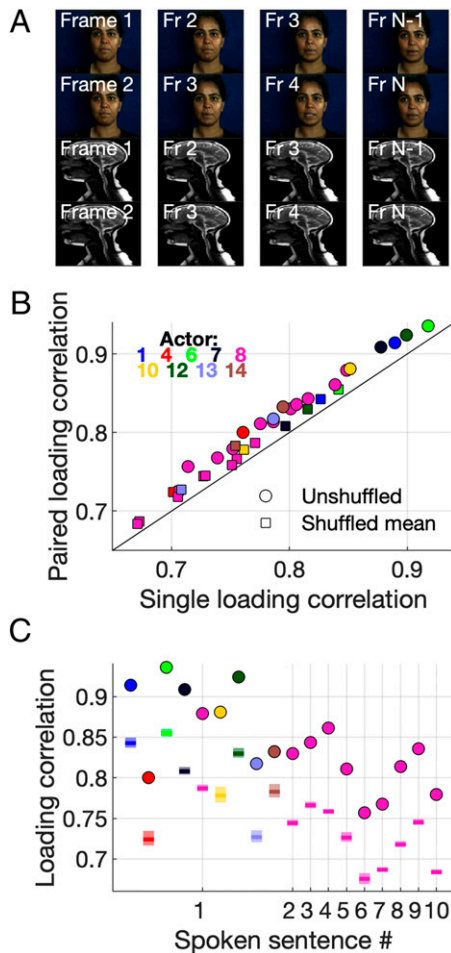 A
Frame 1 Fr 2 Fr 3 Fr N-1
Frame 2 Fr 3 Fr 4 Fr N
Frame 1 Fr 2 Fr 3 Fr N-1
Frame 2 Fr 3 Fr 4 Fr N
B
Actor:
1 4 6 7 8
10 12 13 14
0.9
0.8
0.7
Paired loading correlation
Unshuffled
Shuffled mean
0.7 0.8 0.9
Single loading correlation
C
0.9
0.85
0.8
0.75
0.7
Loading correlation
1 2 3 4 5 6 7 8 9 10
Spoken sentence #